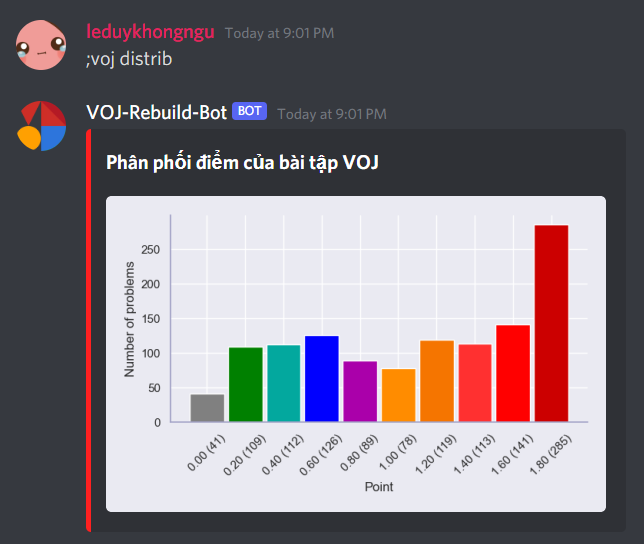 leduykhongngu Today at 9:01 PM
;voj distrib
VOJ-Rebuild-Bot BOT Today at 9:01 PM
Phân phối điểm của bài tập VOJ
Number of problems
250
200
150
100
50
0
0.00 (41) 0.20 (109) 0.40 (112) 0.60 (126) 0.80 (89) 1.00 (78) 1.20 (119) 1.40 (113) 1.60 (141) 1.80 (285)
Point